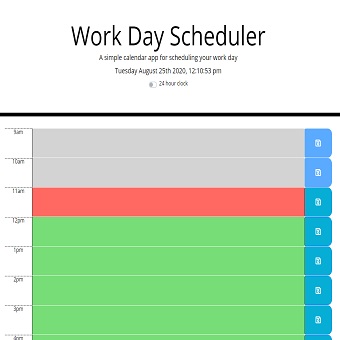 Work Day Scheduler
A simple calendar app for scheduling your work day
Tuesday August 25th 2020, 12:10:53 pm
24 hour clock
9am
10am
11am
12pm
1pm
2pm
3pm
4pm